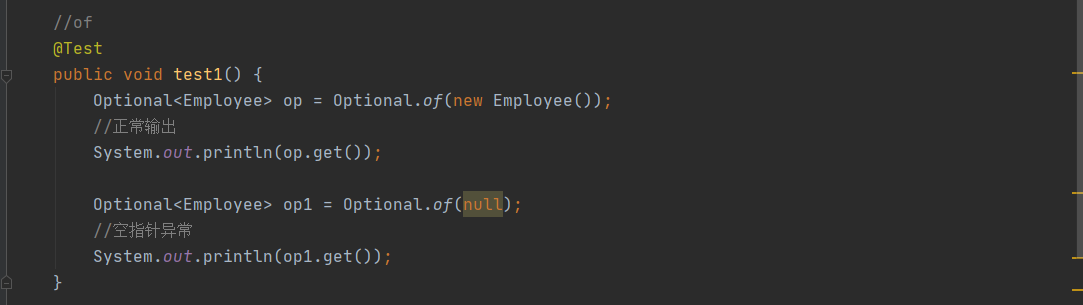 //of
@Test
public void test1() {
Optional<Employee> op = Optional.of(new Employee());
//正常输出
System.out.println(op.get());
Optional<Employee> op1 = Optional.of(null);
//空指针异常
System.out.println(op1.get());
}